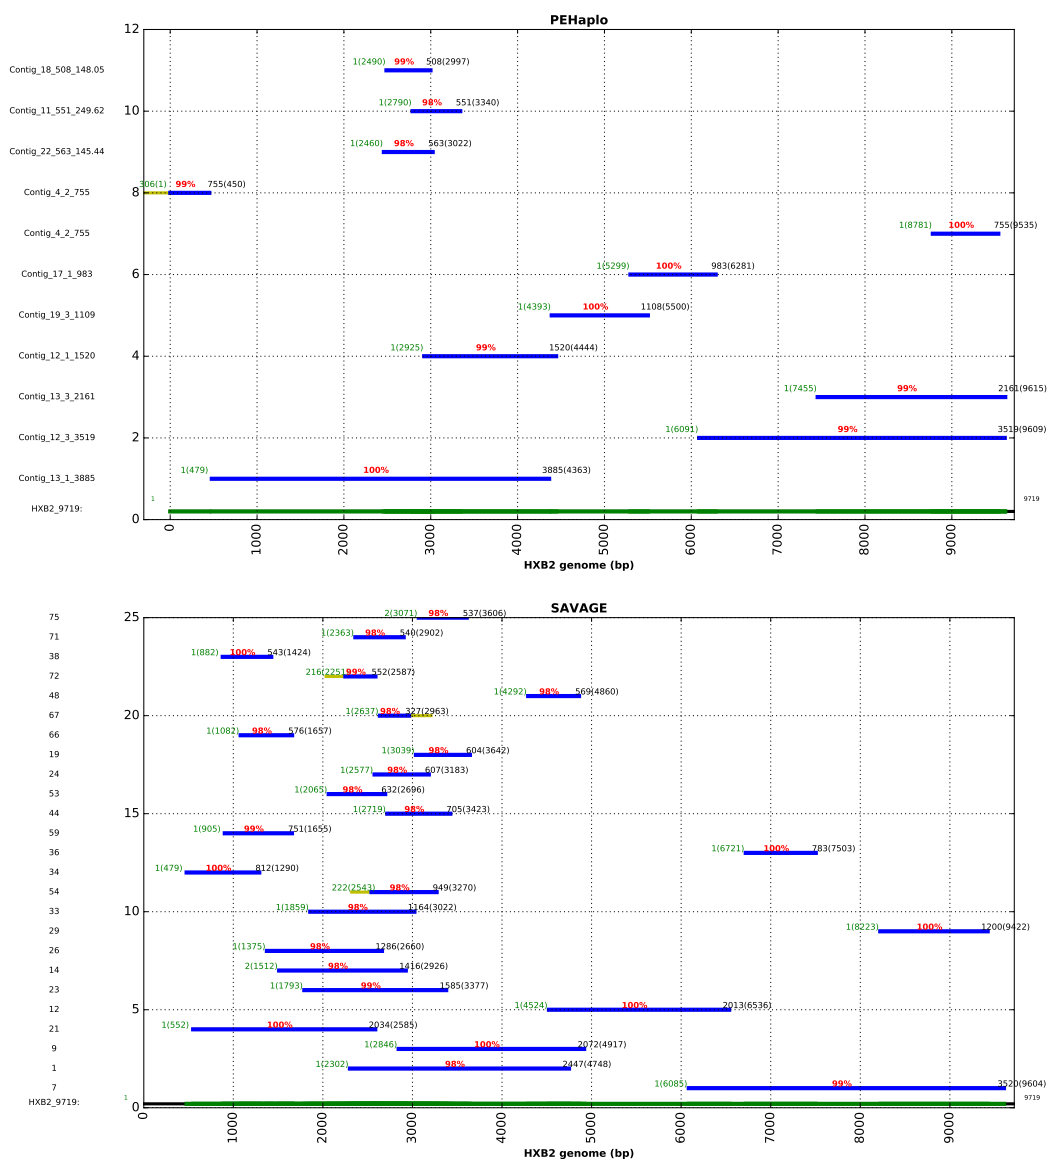 PEHaplo
12
Contig_18_508_148.05 1(2490) 99% 508(2997)
10 Contig_11_551_249.62 1(2790) 98% 551(3340)
Contig_22_563_145.44 1(2460) 98% 563(3022)
Contig_4_2_755 8 306(1) 99% 755(450)
Contig_4_2_755 1(8781) 100% 755(9535)
Contig_17_1_983 6 1(5299) 100% 983(6281)
Contig_19_3_1109 1(4393) 100% 1108(5500)
Contig_12_1_1520 4 1(2925) 99% 1520(4444)
Contig_13_3_2161 1(7455) 99% 2161(9615)
Contig_12_3_3519 2 1(6091) 99% 3519(9609)
Contig_13_1_3885 1(479) 100% 3885(4363)
1 9719
HXB2_9719:
0
0 1000 2000 3000 4000 5000 6000 7000 8000 9000
HXB2 genome (bp)
SAVAGE
75 25 2(3071) 98% 537(3606)
71 1(2363) 98% 540(2902)
38 1(882) 100% 543(1424)
72 216(2251) 99% 552(2587)
48 1(4292) 98% 569(4860)
67 20 1(2637) 98% 327(2963)
66 1(1082) 98% 576(1657)
19 1(3039) 98% 604(3642)
24 1(2577) 98% 607(3183)
53 1(2065) 98% 632(2696)
44 15 1(2719) 98% 705(3423)
59 1(905) 99% 751(1655)
36 1(6721) 100% 783(7503)
34 1(479) 100% 812(1290)
54 222(2543) 98% 949(3270)
33 10 1(1859) 98% 1164(3022)
29 1(8223) 100% 1200(9422)
26 1(1375) 98% 1286(2660)
14 2(1512) 98% 1416(2926)
23 1(1793) 99% 1585(3377)
12 5 1(4524) 100% 2013(6536)
21 1(552) 100% 2034(2585)
9 1(2846) 100% 2072(4917)
1 1(2302) 98% 2447(4748)
7 1(6085) 99% 3520(9604)
HXB2_9719: 1 9719
0
1000 2000 3000 4000 5000 6000 7000 8000 9000
HXB2 genome (bp)